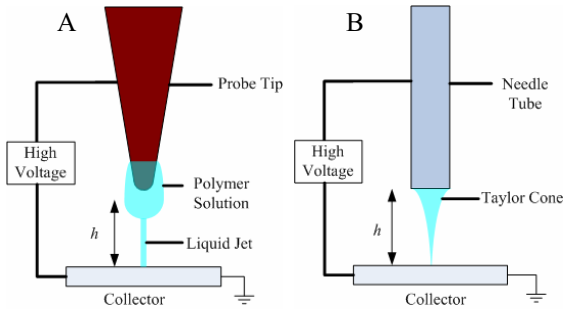 A
Probe Tip
High
Voltage
Polymer
Solution
h
Liquid Jet
Collector
B
Needle
Tube
High
Voltage
Taylor Cone
h
Collector